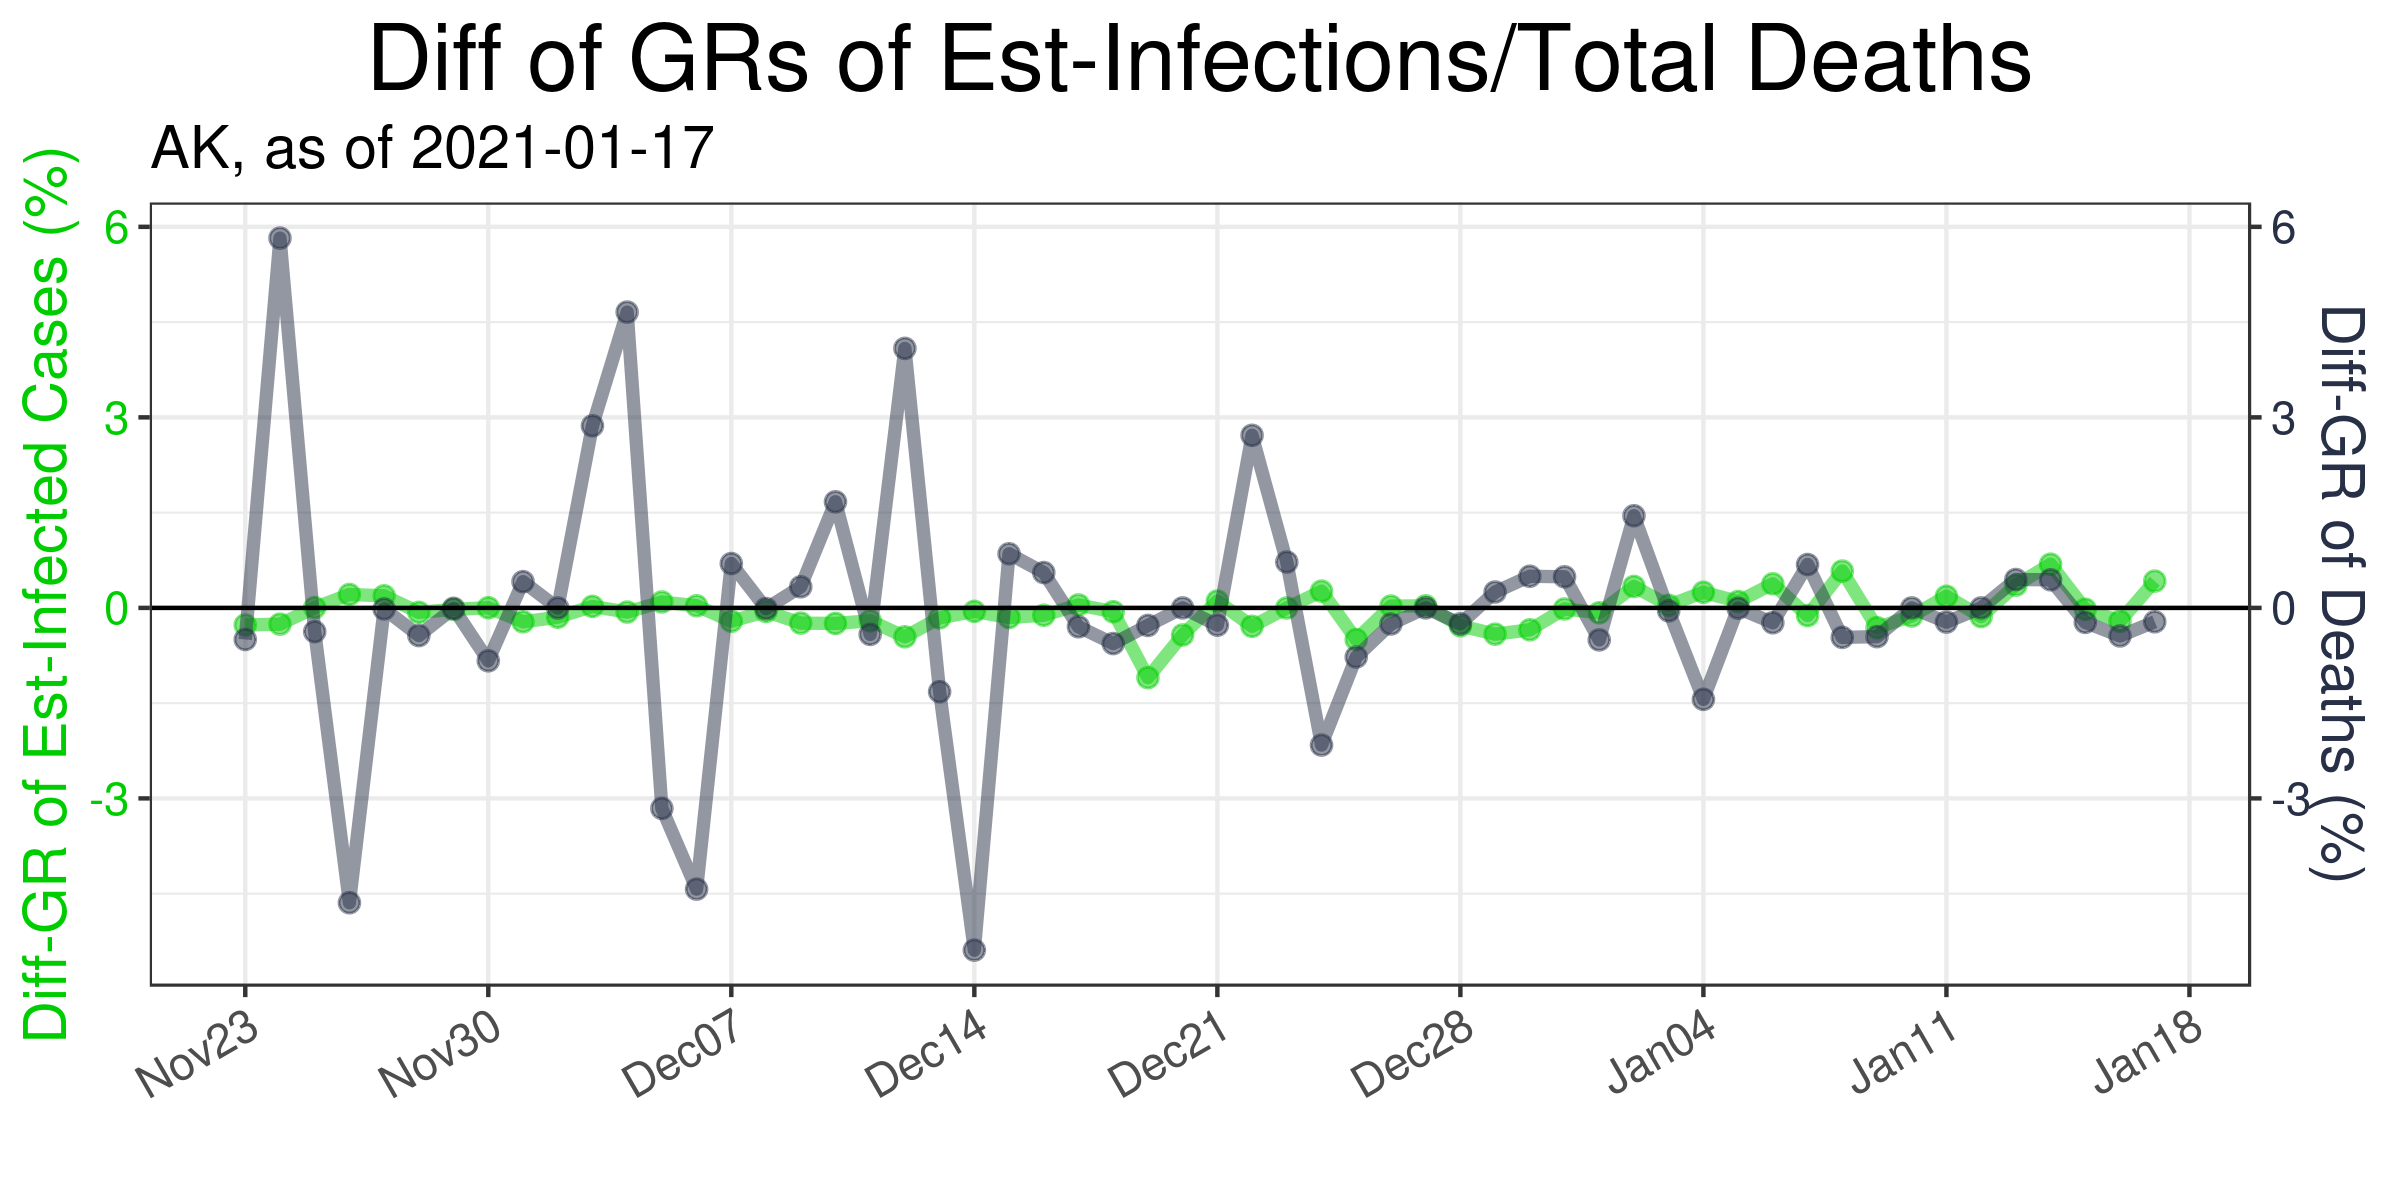 Diff of GRs of Est-Infections/Total Deaths
AK, as of 2021-01-17
Diff-GR of Est-Infected Cases (%)
6
3
0
-3
6
3
0
-3
Diff-GR of Deaths (%)
Nov23
Nov30
Dec07
Dec14
Dec21
Dec28
Jan04
Jan11
Jan18